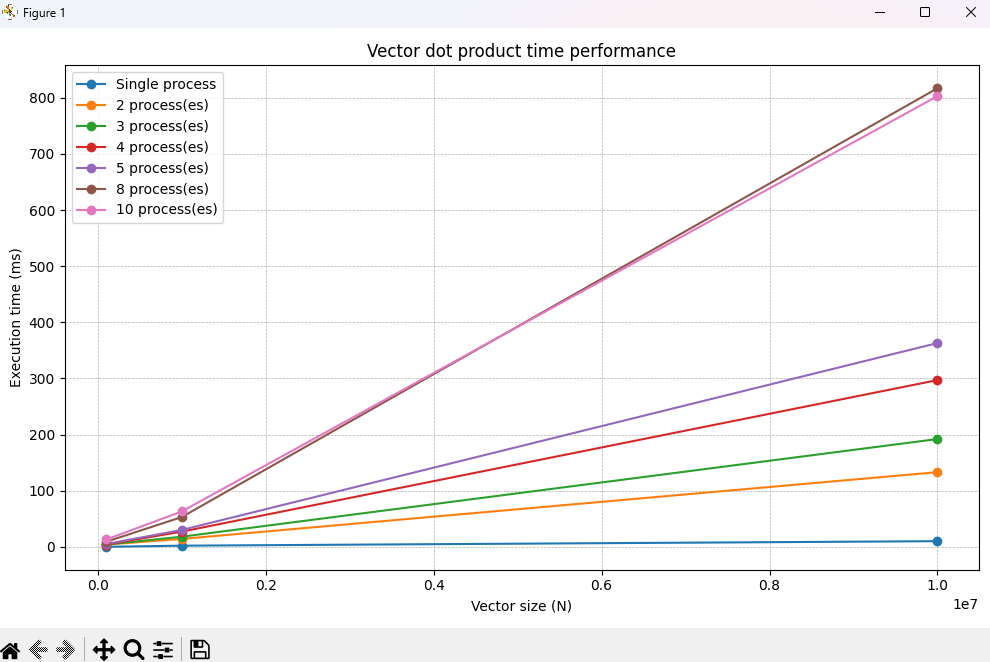 Figure 1
Vector dot product time performance
Single process
2 process(es)
3 process(es)
4 process(es)
5 process(es)
8 process(es)
10 process(es)
Execution time (ms)
800
700
600
500
400
300
200
100
0
0.0 0.2 0.4 0.6 0.8 1.0
1e7
Vector size (N)